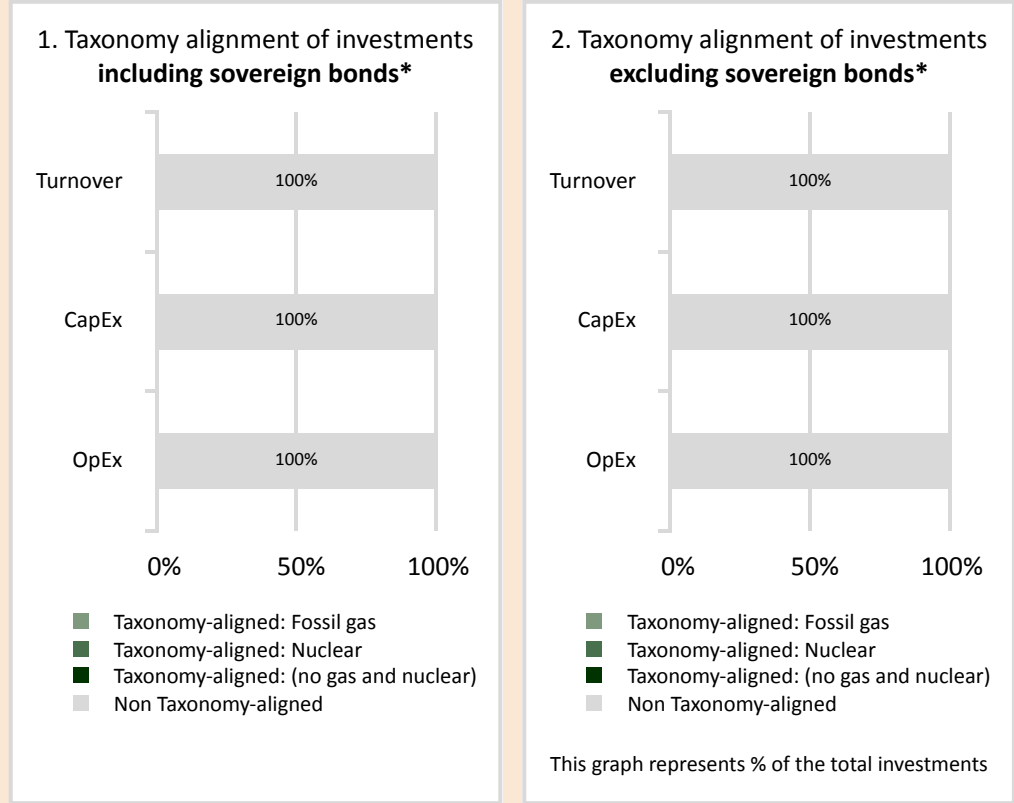 1. Taxonomy alignment of investments
including sovereign bonds*
Turnover
100%
CapEx
100%
OpEx
100%
0% 50% 100%
Taxonomy-aligned: Fossil gas
Taxonomy-aligned: Nuclear
Taxonomy-aligned: (no gas and nuclear)
Non Taxonomy-aligned
2. Taxonomy alignment of investments
excluding sovereign bonds*
Turnover
100%
CapEx
100%
OpEx
100%
0% 50% 100%
Taxonomy-aligned: Fossil gas
Taxonomy-aligned: Nuclear
Taxonomy-aligned: (no gas and nuclear)
Non Taxonomy-aligned
This graph represents % of the total investments